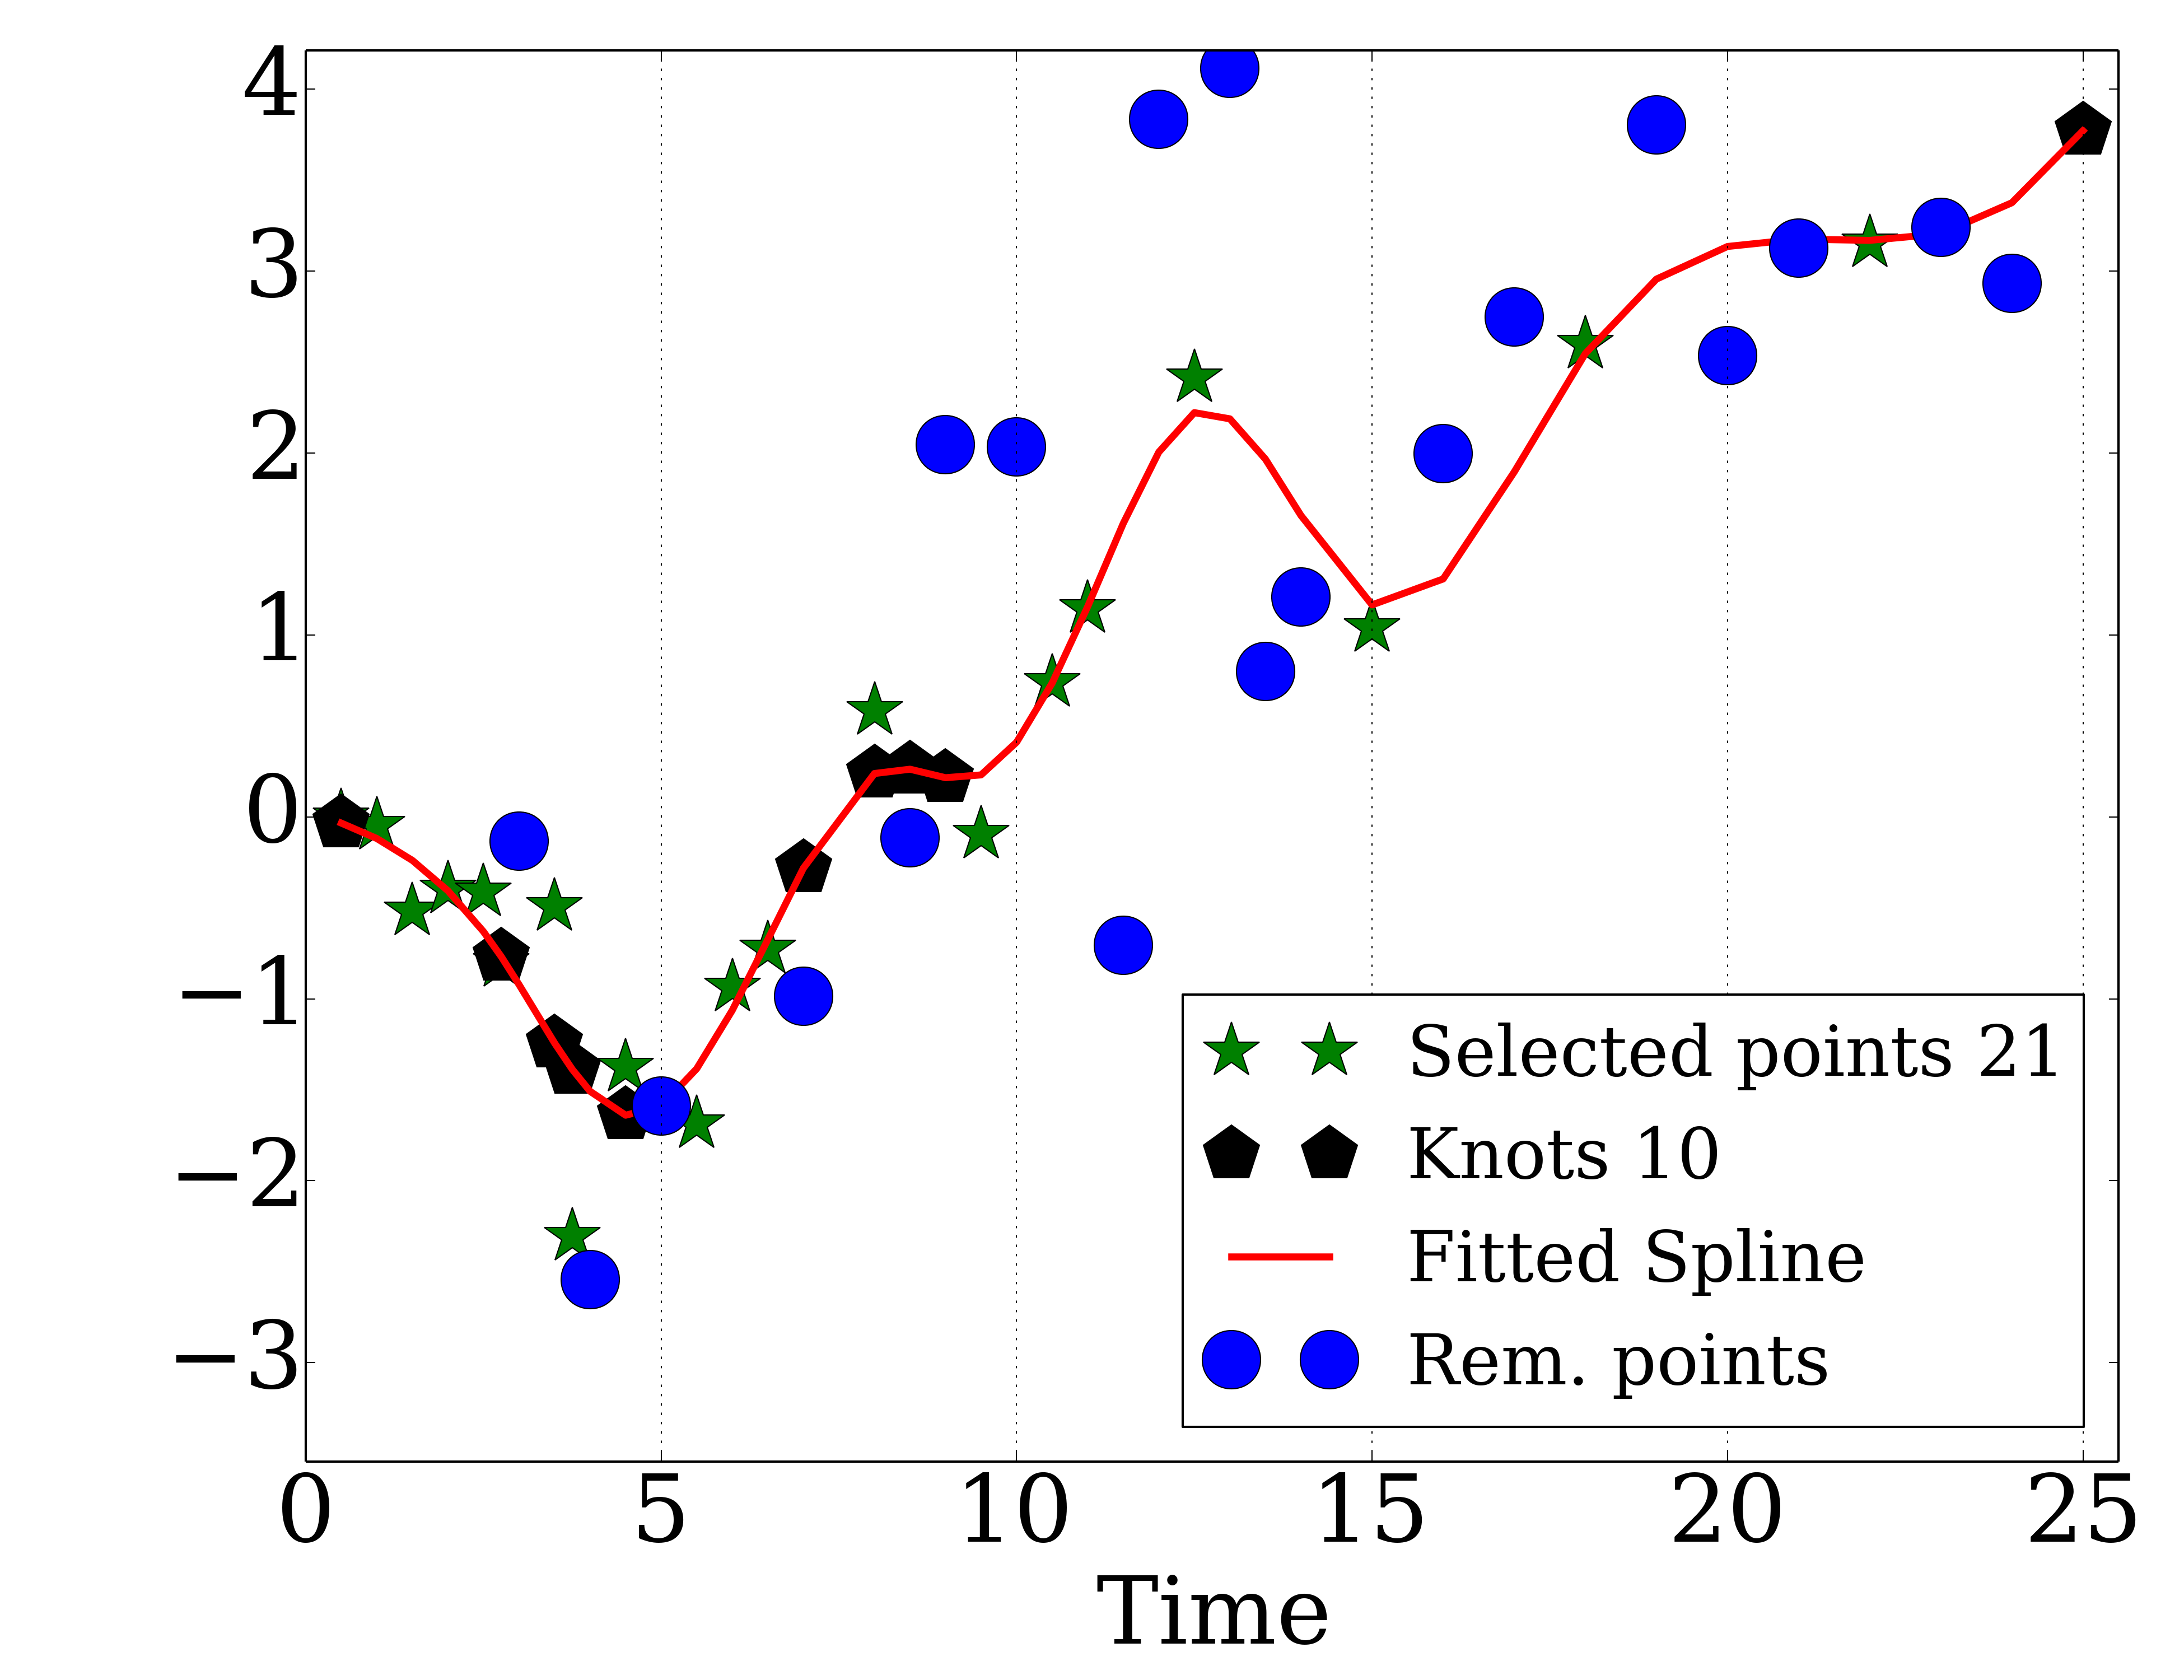 4
3
2
1
0
−1
−2
−3
0 5 10 15 20 25
Time
Selected points 21
Knots 10
Fitted Spline
Rem. points